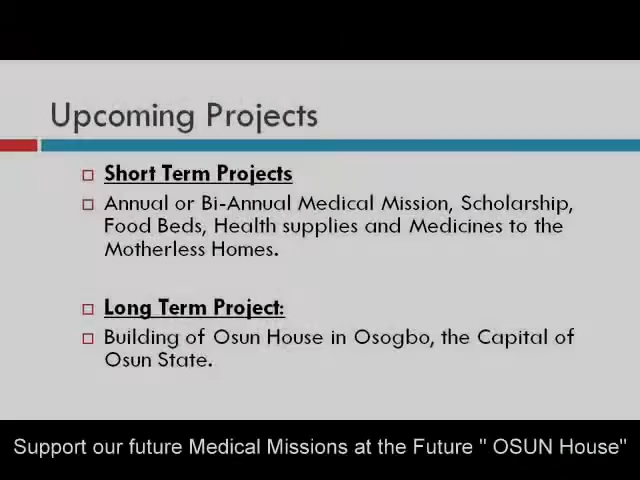 Upcoming Projects
Short Term Projects
Annual or Bi-Annual Medical Mission, Scholarship,
Food Beds, Health supplies and Medicines to the
Motherless Homes.
Long Term Project:
Building of Osun House in Osogbo, the Capital of
Osun State.
Support our future Medical Missions at the Future " OSUN House"